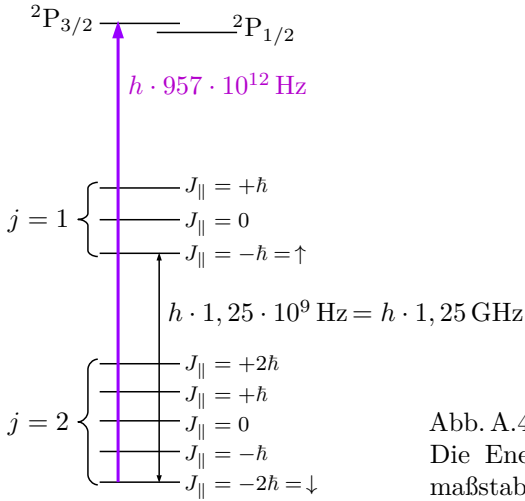 ²P₃/₂
²P₁/₂
h · 957 · 10¹² Hz
J∥ = +ℏ
j = 1
J∥ = 0
J∥ = −ℏ = ↑
h · 1, 25 · 10⁹ Hz = h · 1, 25 GHz
J∥ = +2ℏ
J∥ = +ℏ
j = 2
J∥ = 0
J∥ = −ℏ
J∥ = −2ℏ = ↓
Abb. A.4
Die Ene
maßstab